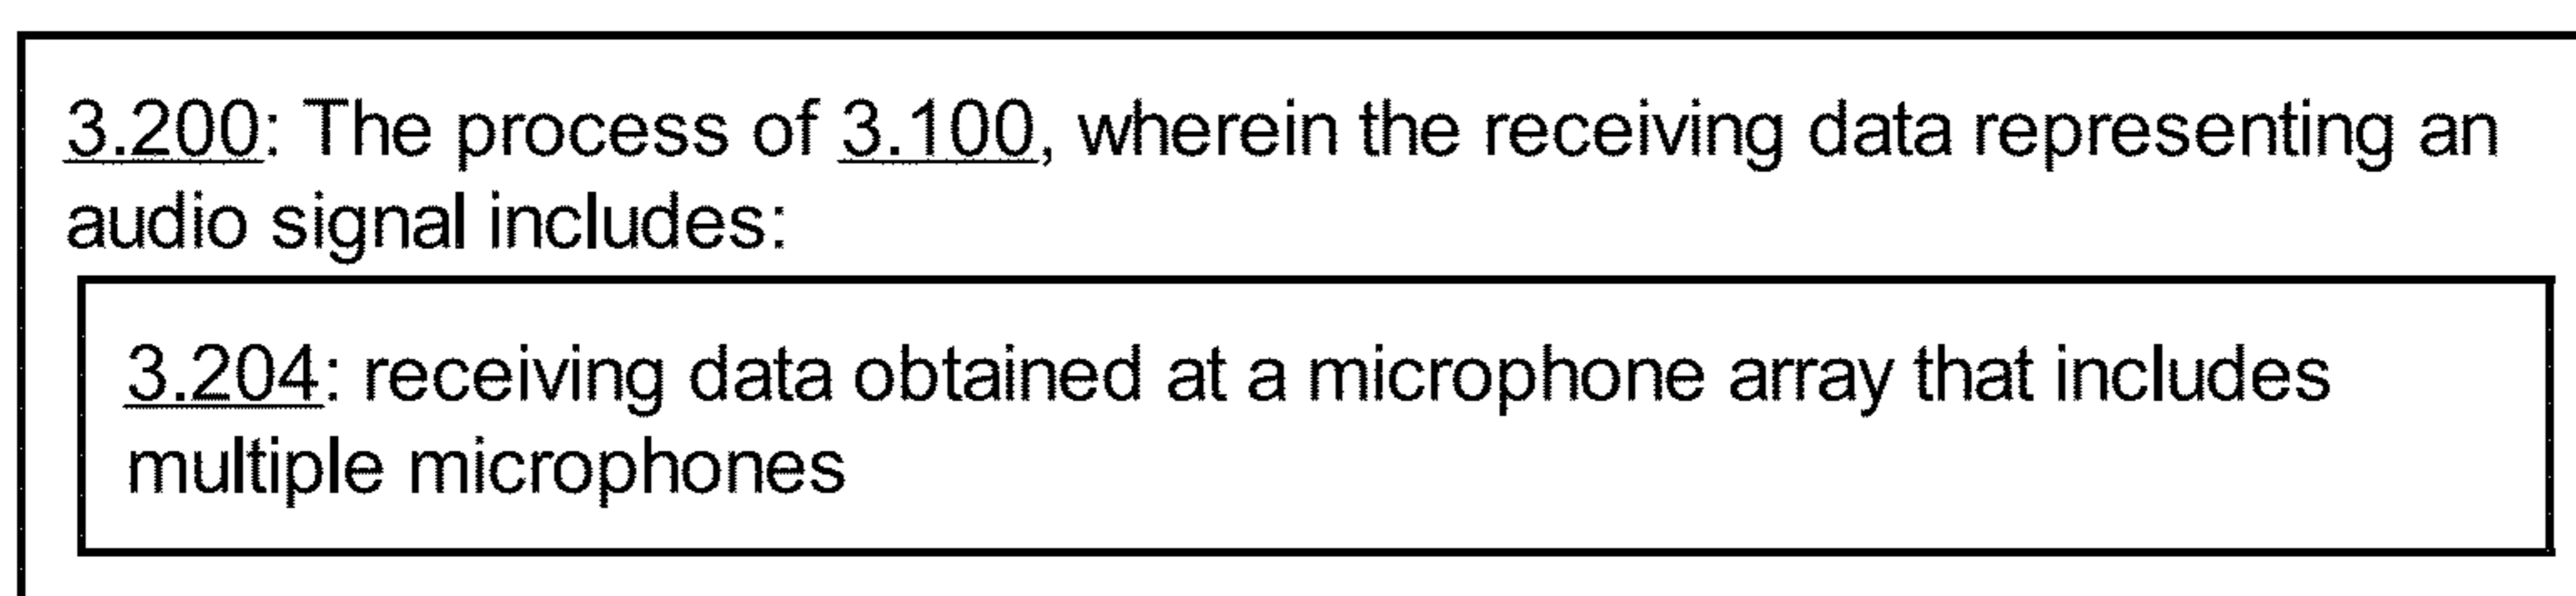 3.200: The process of 3.100, wherein the receiving data representing an
audio signal includes:
3.204: receiving data obtained at a microphone array that includes
multiple microphones